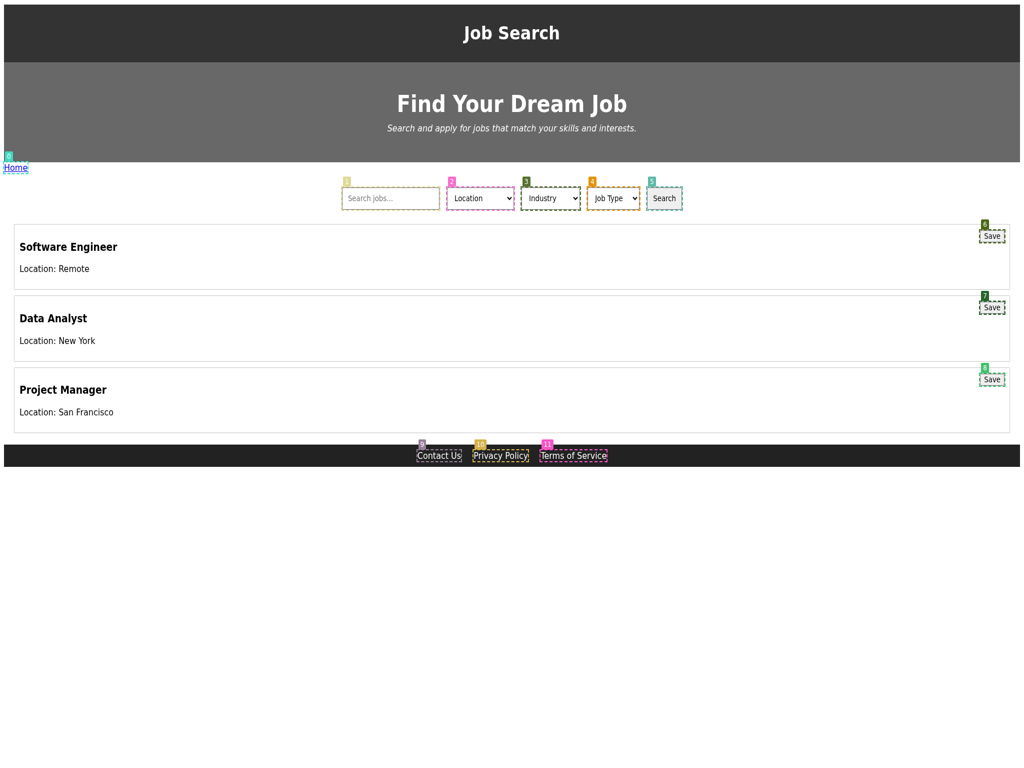 Job Search
Find Your Dream Job
Search and apply for jobs that match your skills and interests.
0
Home
1 2 3 4 5
Search jobs... Location Industry Job Type Search
6
Save
Software Engineer
Location: Remote
7
Save
Data Analyst
Location: New York
8
Save
Project Manager
Location: San Francisco
9 10 11
Contact Us Privacy Policy Terms of Service